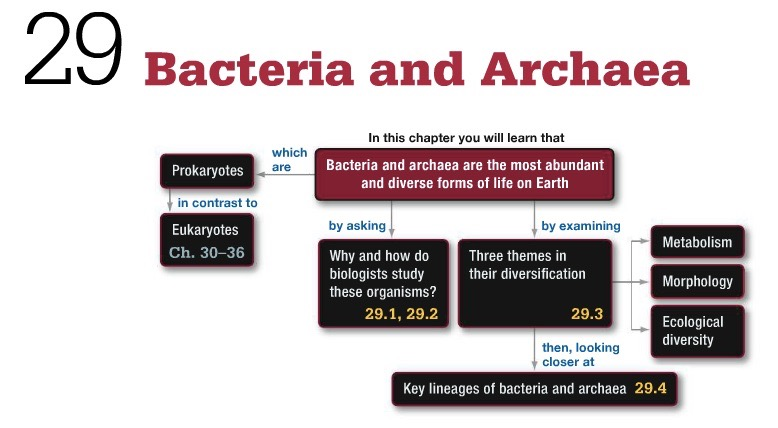 29 Bacteria and Archaea
In this chapter you will learn that
Bacteria and archaea are the most abundant
and diverse forms of life on Earth
which
are
Prokaryotes
in contrast to
Eukaryotes
Ch. 30–36
by asking
Why and how do
biologists study
these organisms?
29.1, 29.2
by examining
Three themes in
their diversification
29.3
Metabolism
Morphology
Ecological
diversity
then, looking
closer at
Key lineages of bacteria and archaea 29.4